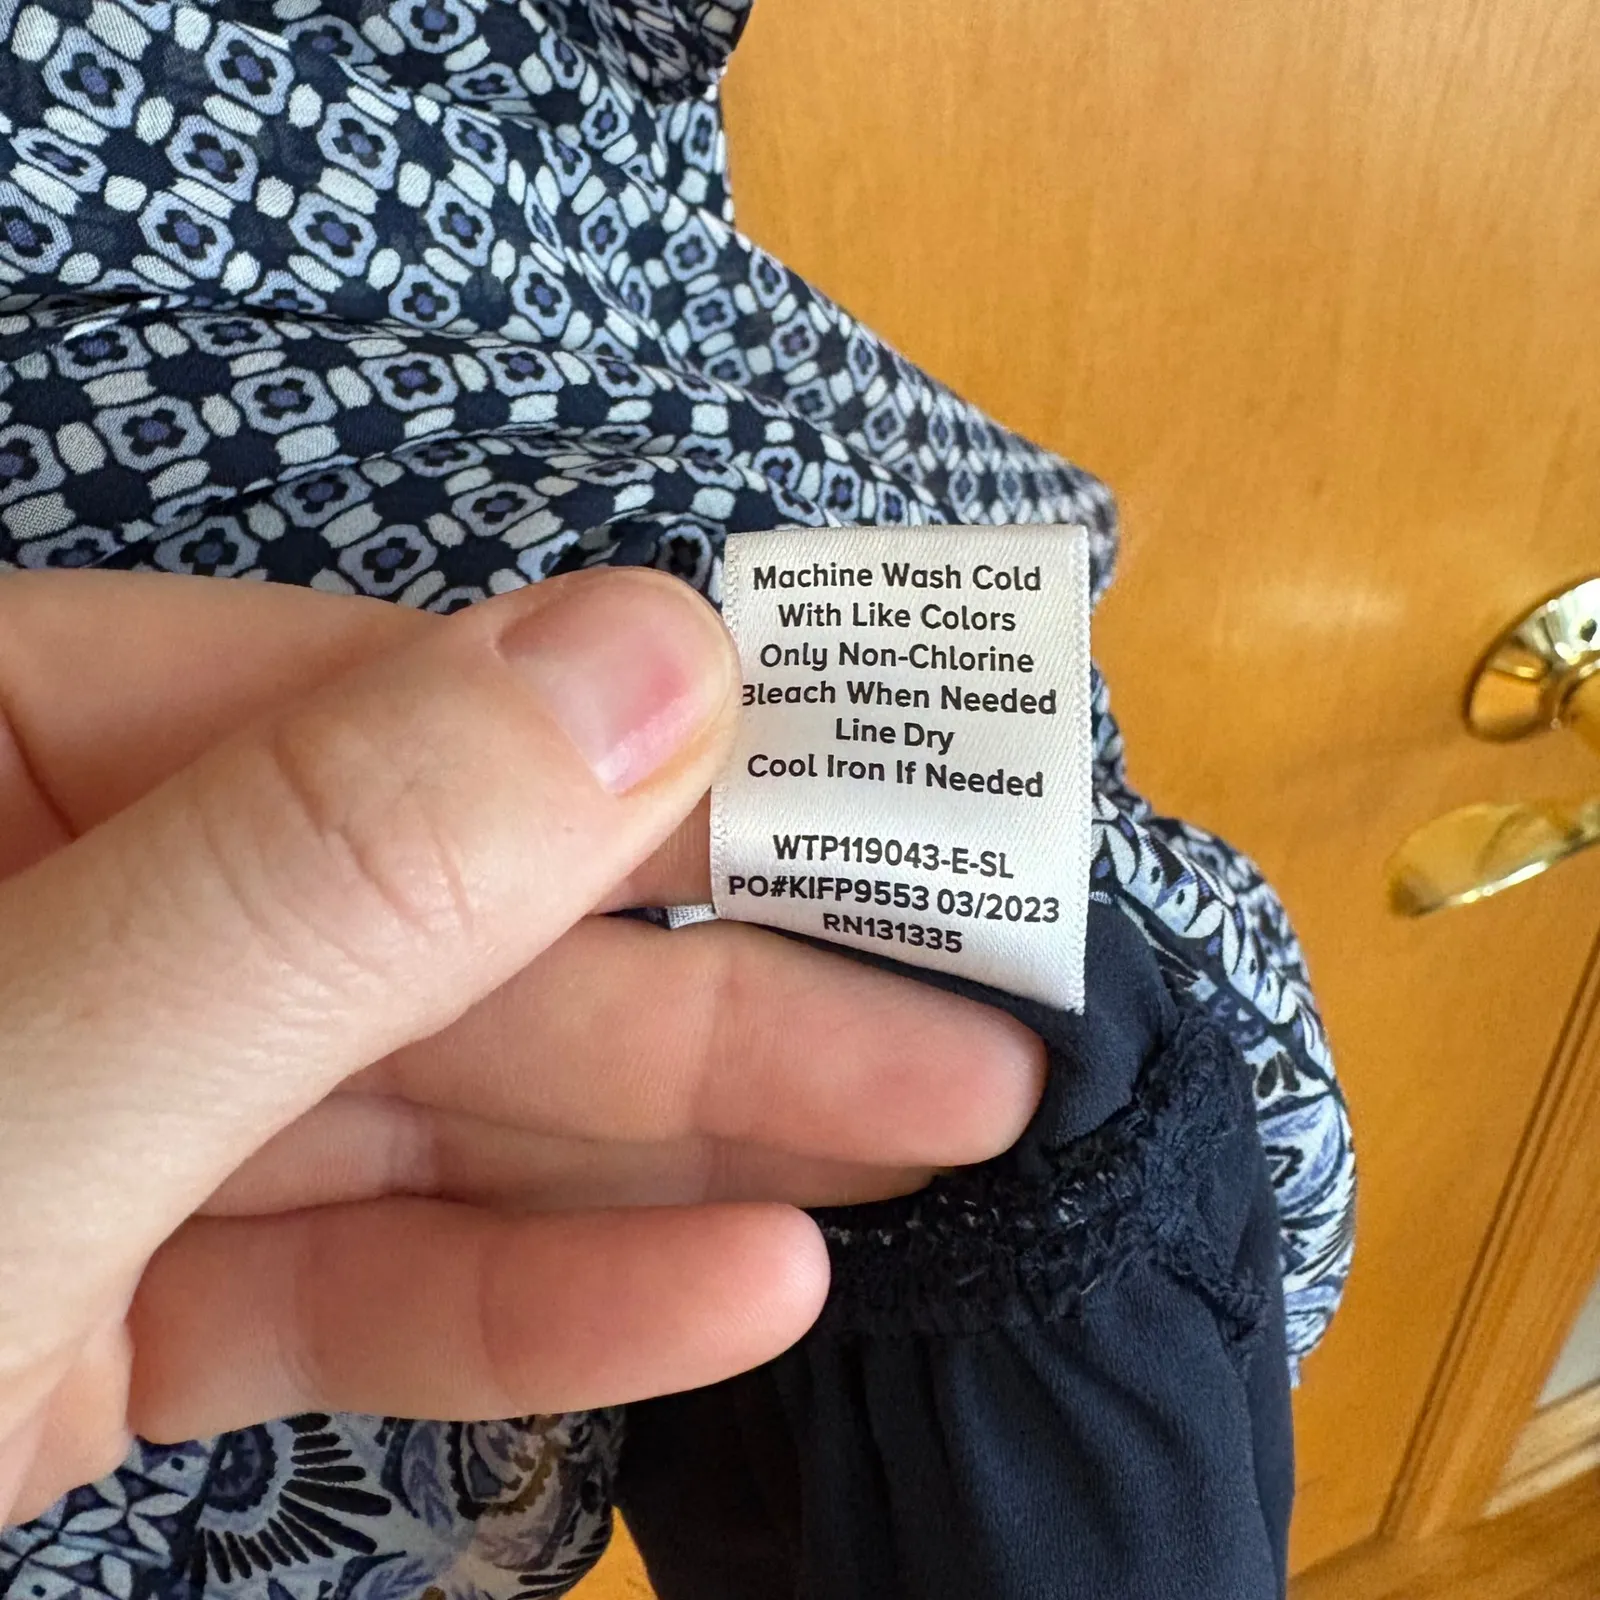 Machine Wash Cold
With Like Colors
Only Non-Chlorine
Bleach When Needed
Line Dry
Cool Iron If Needed
WTP119043-E-SL
PO#KIFP9553 03/2023
RN131335